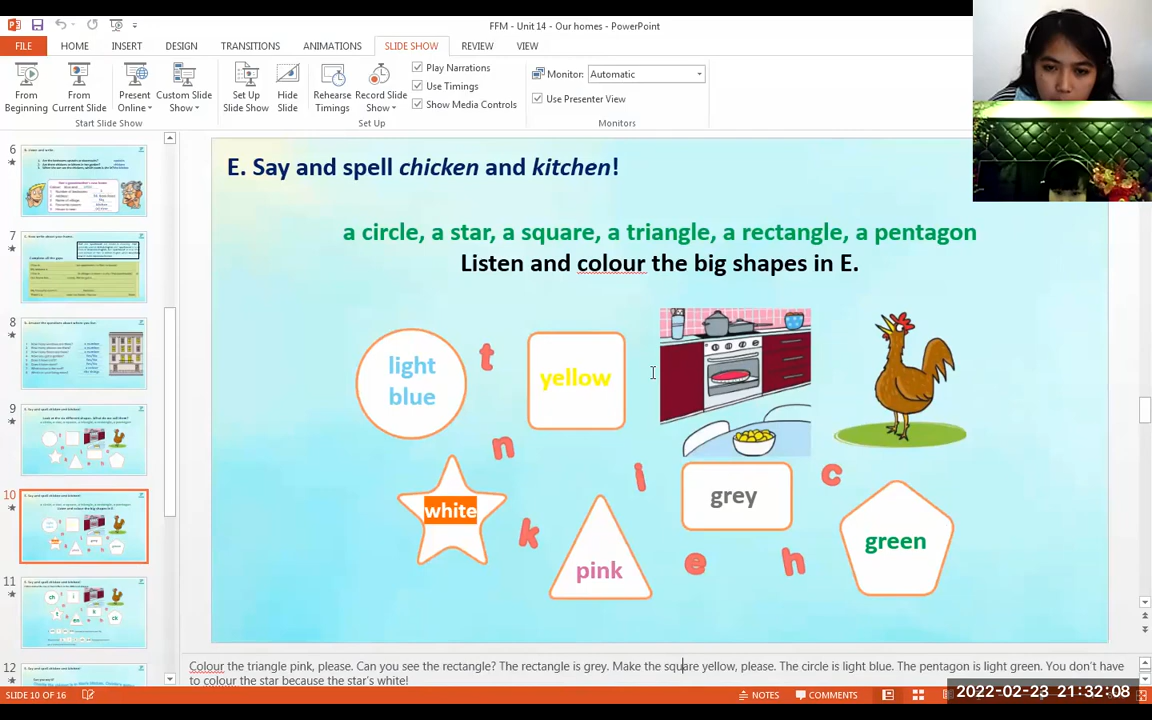 FFM - Unit 14 - Our homes - PowerPoint
FILE HOME INSERT DESIGN TRANSITIONS ANIMATIONS SLIDE SHOW REVIEW VIEW
From Beginning
From Current Slide
Present Online
Custom Slide Show
Set Up Slide Show
Hide Slide
Rehearse Timings
Record Slide Show
Play Narrations
Use Timings
Show Media Controls
Monitor: Automatic
Use Presenter View
Start Slide Show
Set Up
Monitors
6
7
8
9
10
11
12
E. Say and spell chicken and kitchen!
a circle, a star, a square, a triangle, a rectangle, a pentagon
Listen and colour the big shapes in E.
light
blue
t
yellow
n
i
c
white
k
grey
e
h
pink
green
Colour the triangle pink, please. Can you see the rectangle? The rectangle is grey. Make the square yellow, please. The circle is light blue. The pentagon is light green. You don't have
to colour the star because the star's white!
SLIDE 10 OF 16
NOTES
COMMENTS
2022-02-23 21:32:08